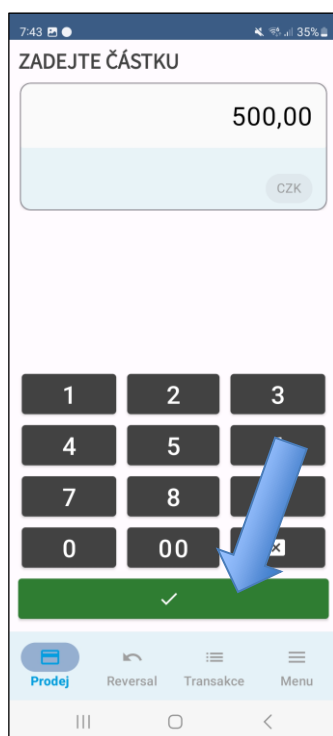 7:43 35%
ZADEJTE ČÁSTKU
500,00
CZK
1 2 3
4 5
7 8
0 00
Prodej Reversal Transakce Menu